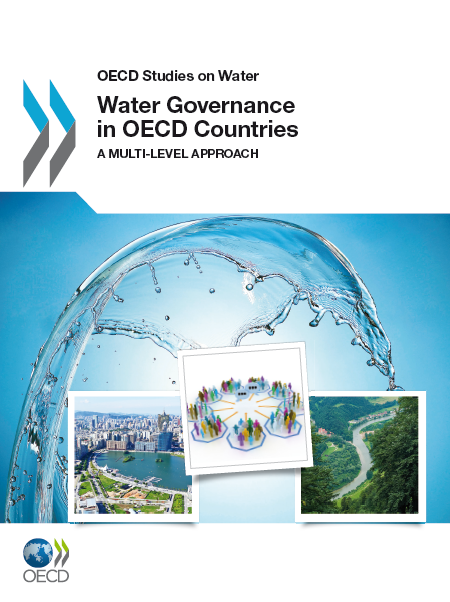 OECD Studies on Water
Water Governance
in OECD Countries
A MULTI-LEVEL APPROACH
OECD